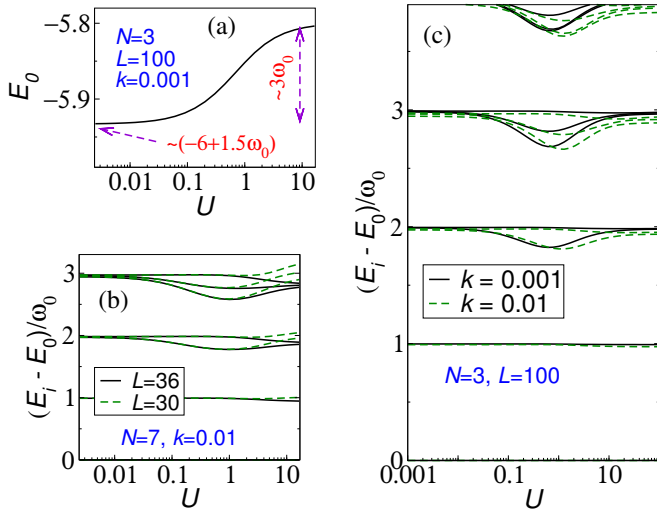 (a)
N=3
L=100
k=0.001
E₀
−5.8
−5.9
~3ω₀
~(−6+1.5ω₀)
0.01 0.1 1 10
U
(b)
(Eᵢ - E₀)/ω₀
3
2
1
0
L=36
L=30
N=7, k=0.01
0.01 0.1 1 10
U
(c)
(Eᵢ - E₀)/ω₀
3
2
1
0
k = 0.001
k = 0.01
N=3, L=100
0.001 0.1 10
U